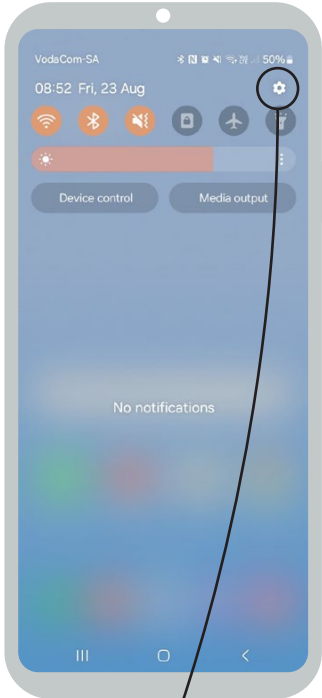 VodaCom-SA 50%
08:52 Fri, 23 Aug
Device control Media output
No notifications